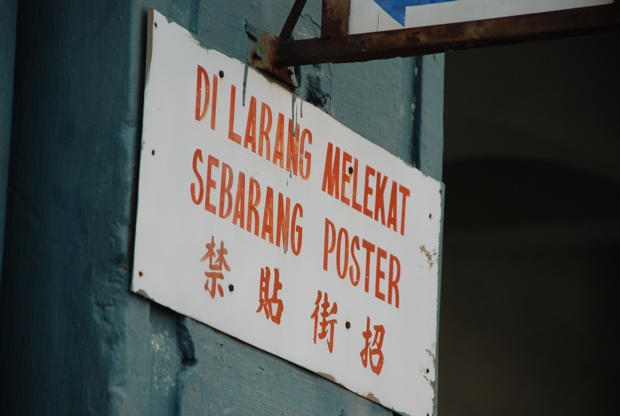 DI LARANG MELEKAT
SEBARANG POSTER
禁貼街招